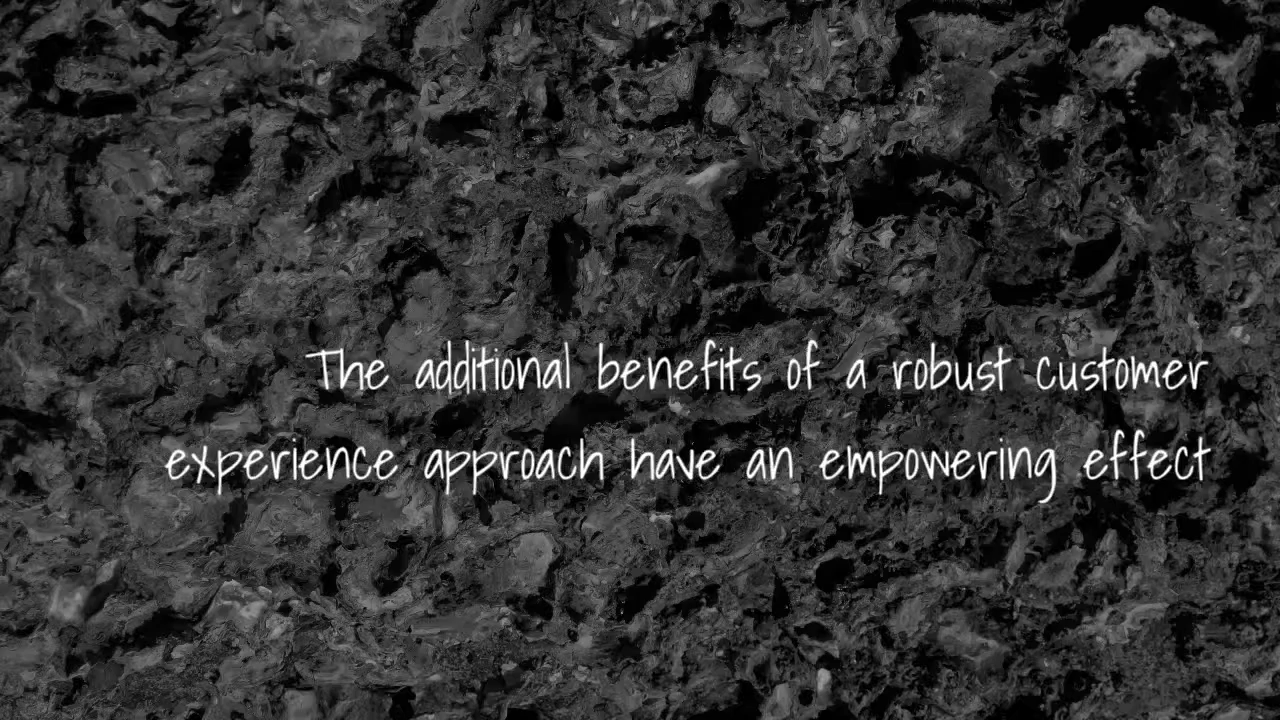 The additional benefits of a robust customer
experience approach have an empowering effect